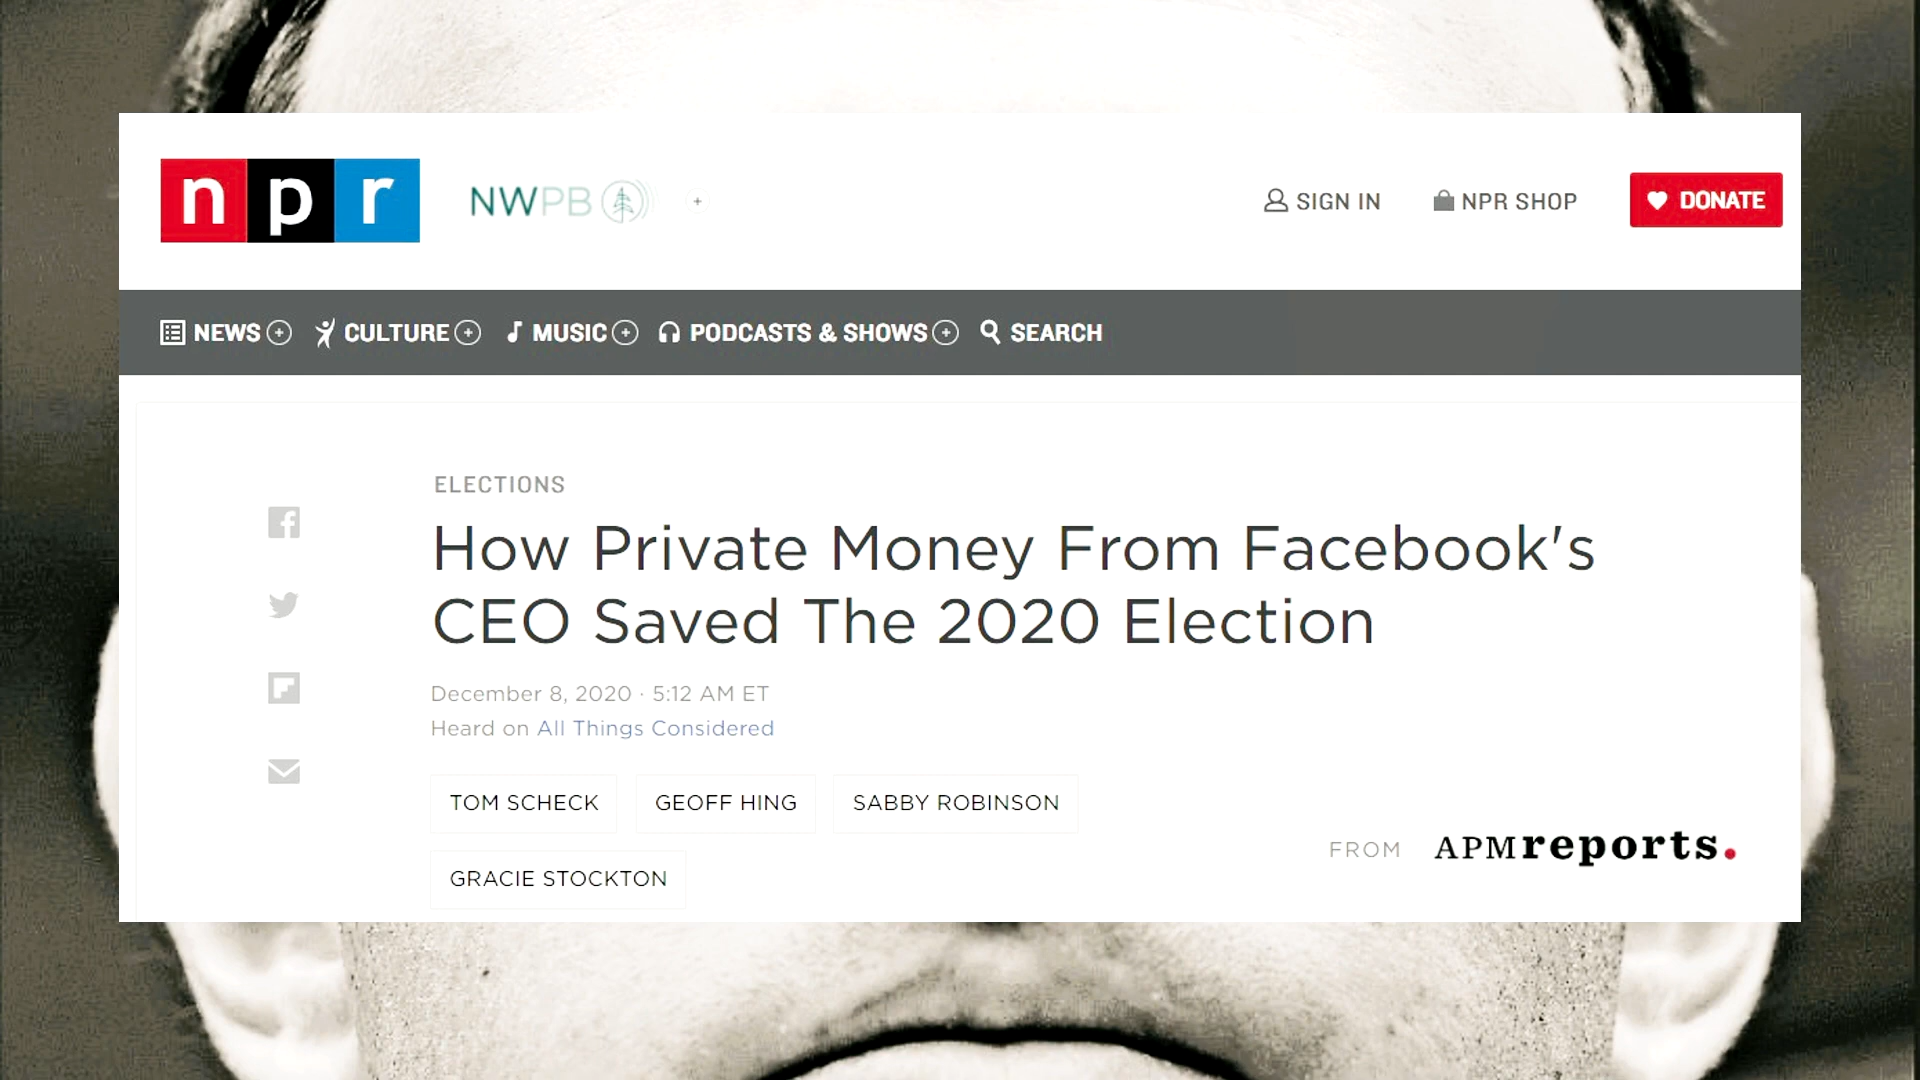 npr NWPB + SIGN IN NPR SHOP DONATE
NEWS + CULTURE + MUSIC + PODCASTS & SHOWS + SEARCH
ELECTIONS
How Private Money From Facebook's
CEO Saved The 2020 Election
December 8, 2020 · 5:12 AM ET
Heard on All Things Considered
TOM SCHECK GEOFF HING SABBY ROBINSON
FROM APMreports.
GRACIE STOCKTON